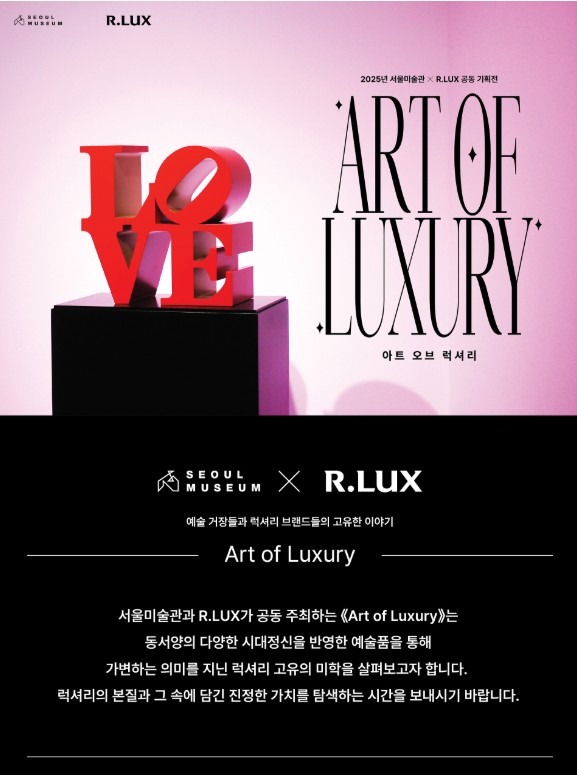 SEOUL
MUSEUM
R.LUX
2025년 서울미술관 × R.LUX 공동 기획전
ART OF
LUXURY
아트 오브 럭셔리
LO
VE
SEOUL
MUSEUM
×
R.LUX
예술 거장들과 럭셔리 브랜드들의 고유한 이야기
Art of Luxury
서울미술관과 R.LUX가 공동 주최하는 《Art of Luxury》는
동서양의 다양한 시대정신을 반영한 예술품을 통해
가변하는 의미를 지닌 럭셔리 고유의 미학을 살펴보고자 합니다.
럭셔리의 본질과 그 속에 담긴 진정한 가치를 탐색하는 시간을 보내시기 바랍니다.